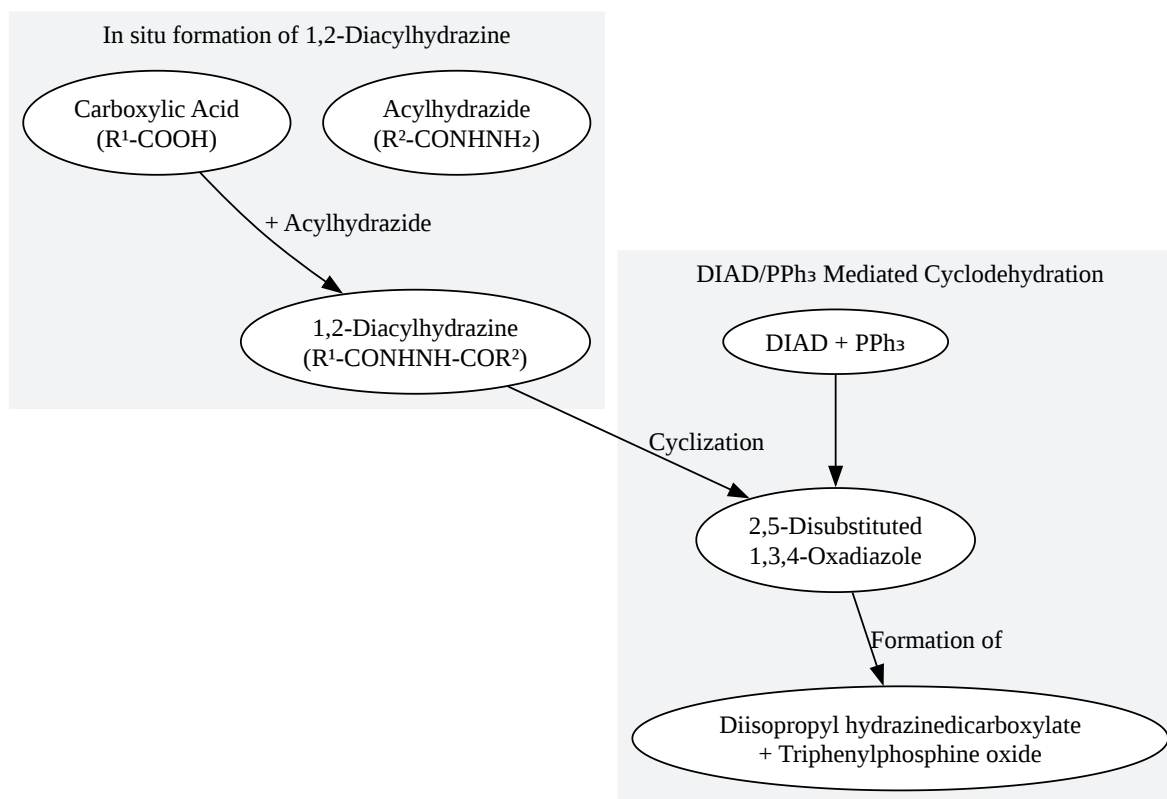 In situ formation of 1,2-Diacylhydrazine
Carboxylic Acid
(R¹-COOH)
Acylhydrazide
(R²-CONHNH₂)
+ Acylhydrazide
1,2-Diacylhydrazine
(R¹-CONHNH-COR²)
DIAD/PPh₃ Mediated Cyclodehydration
DIAD + PPh₃
Cyclization
2,5-Disubstituted
1,3,4-Oxadiazole
Formation of
Diisopropyl hydrazinedicarboxylate
+ Triphenylphosphine oxide